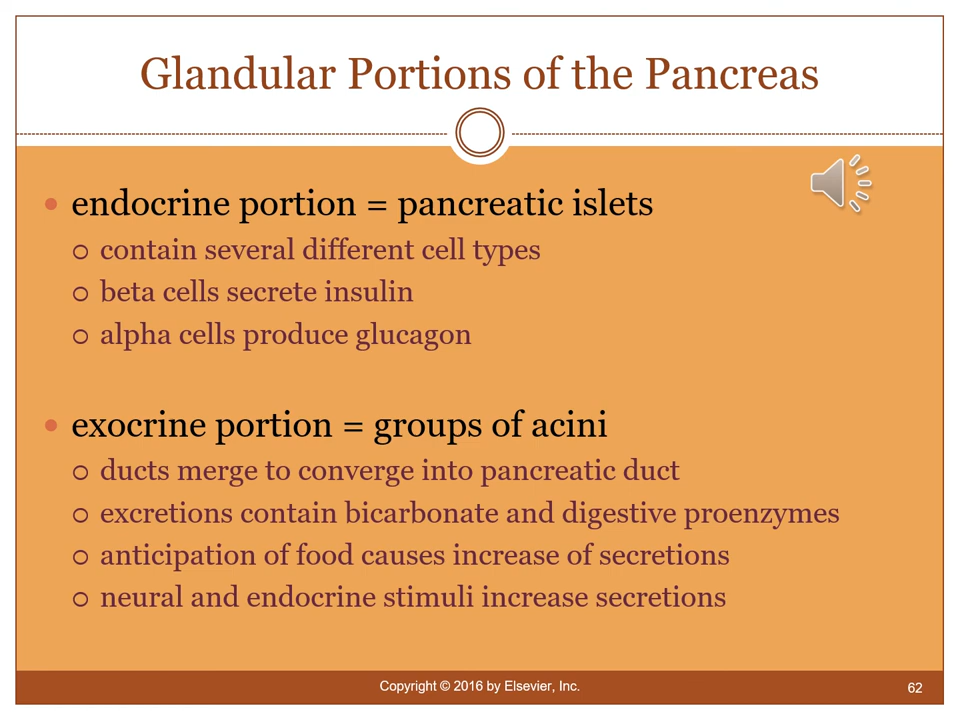 Glandular Portions of the Pancreas
endocrine portion = pancreatic islets
contain several different cell types
beta cells secrete insulin
alpha cells produce glucagon
exocrine portion = groups of acini
ducts merge to converge into pancreatic duct
excretions contain bicarbonate and digestive proenzymes
anticipation of food causes increase of secretions
neural and endocrine stimuli increase secretions
Copyright © 2016 by Elsevier, Inc.
62